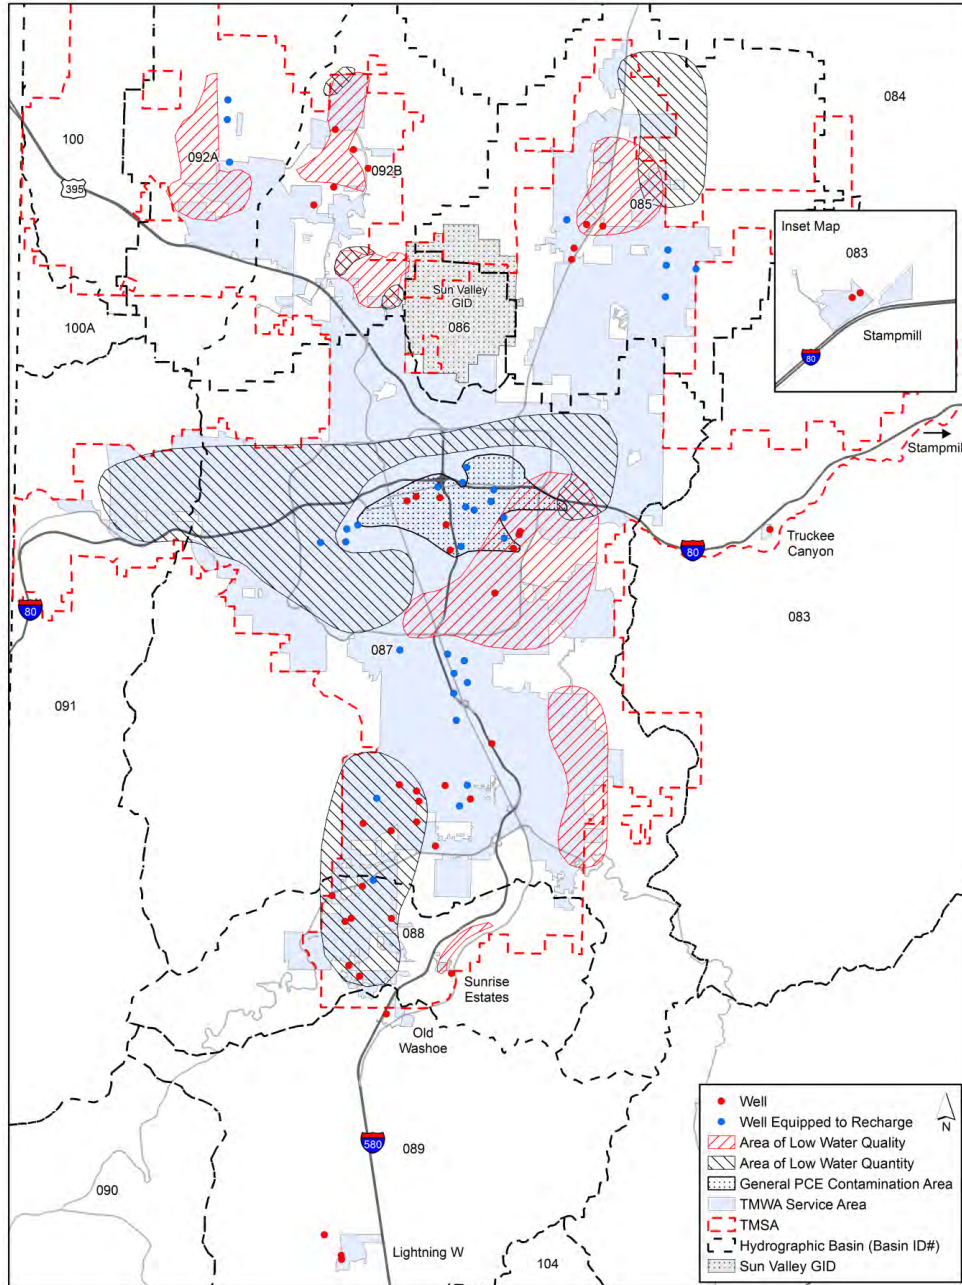 084
100
092A
092B
395
085
Inset Map
083
Stampmill
80
Sun Valley
GID
086
100A
Stampmill
Truckee
Canyon
80
80
083
087
091
088
Sunrise
Estates
Old
Washoe
580
089
090
Lightning W
104
Well
Well Equipped to Recharge
N
Area of Low Water Quality
Area of Low Water Quantity
General PCE Contamination Area
TMWA Service Area
TMSA
Hydrographic Basin (Basin ID#)
Sun Valley GID